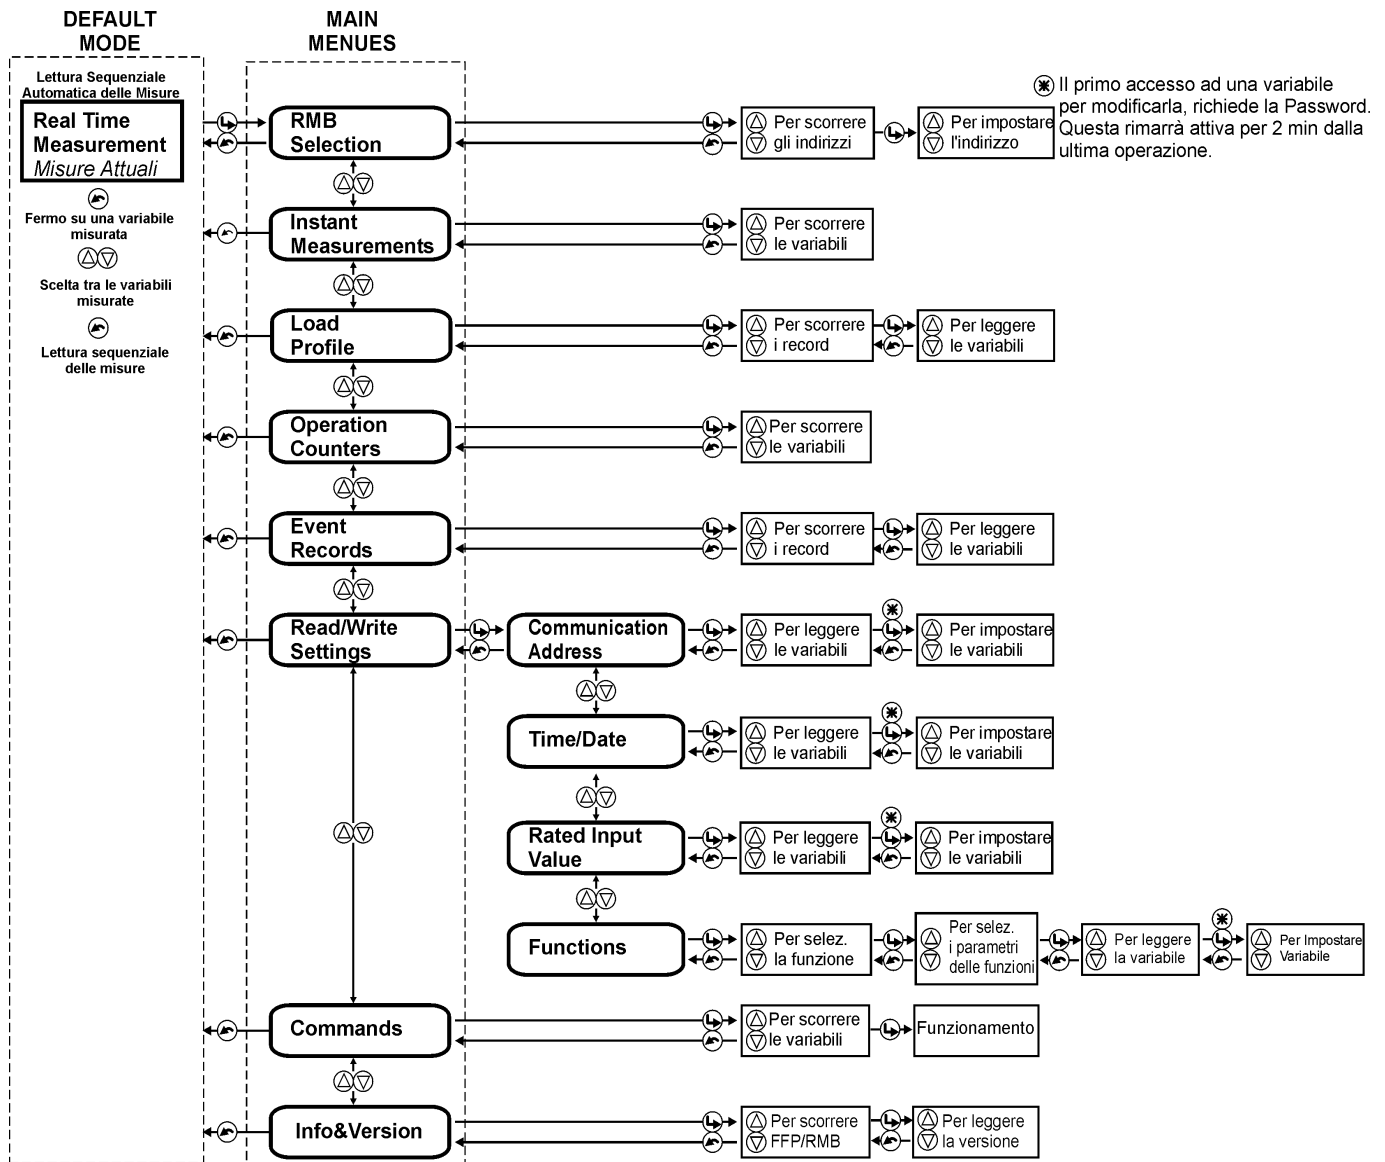 DEFAULT
MODE
MAIN
MENUES
Lettura Sequenziale
Automatica delle Misure
Real Time
Measurement
Misure Attuali
Fermo su una variabile
misurata
Scelta tra le variabili
misurate
Lettura sequenziale
delle misure
RMB
Selection
Per scorrere
gli indirizzi
Per impostare
l'indirizzo
Il primo accesso ad una variabile
per modificarla, richiede la Password.
Questa rimarrà attiva per 2 min dalla
ultima operazione.
Instant
Measurements
Per scorrere
le variabili
Load
Profile
Per scorrere
i record
Per leggere
le variabili
Operation
Counters
Per scorrere
le variabili
Event
Records
Per scorrere
i record
Per leggere
le variabili
Read/Write
Settings
Communication
Address
Per leggere
le variabili
Per impostare
le variabili
Time/Date
Per leggere
le variabili
Per impostare
le variabili
Rated Input
Value
Per leggere
le variabili
Per impostare
le variabili
Functions
Per selez.
la funzione
Per selez.
i parametri
delle funzioni
Per leggere
la variabile
Per Impostare
Variabile
Commands
Per scorrere
le variabili
Funzionamento
Info&Version
Per scorrere
FFP/RMB
Per leggere
la versione